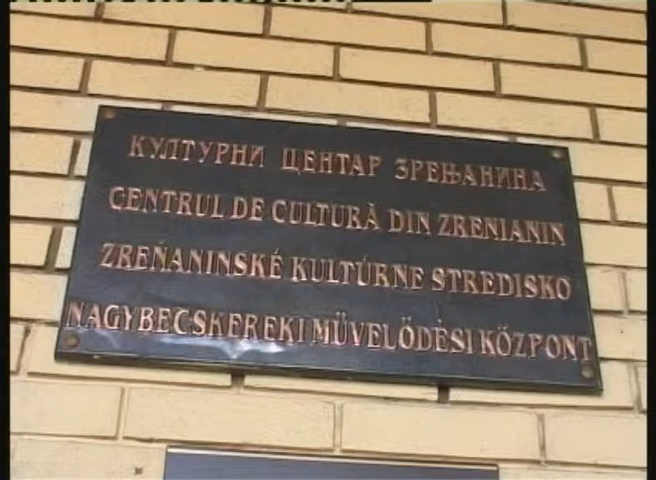 КУЛТУРНИ ЦЕНТАР ЗРЕЊАНИНА
CENTRUL DE CULTURĂ DIN ZRENIANIN
ZREŇANINSKÉ KULTÚRNE STREDISKO
NAGYBECSKEREKI MŰVELŐDÉSI KÖZPONT